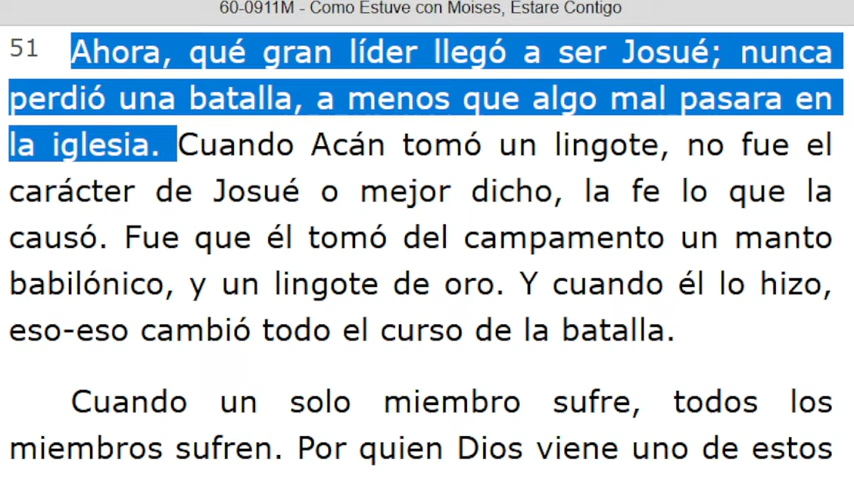 60-0911M - Como Estuve con Moises, Estare Contigo
51 Ahora, qué gran líder llegó a ser Josué; nunca
perdió una batalla, a menos que algo mal pasara en
la iglesia. Cuando Acán tomó un lingote, no fue el
carácter de Josué o mejor dicho, la fe lo que la
causó. Fue que él tomó del campamento un manto
babilónico, y un lingote de oro. Y cuando él lo hizo,
eso-eso cambió todo el curso de la batalla.
Cuando un solo miembro sufre, todos los
miembros sufren. Por quien Dios viene uno de estos